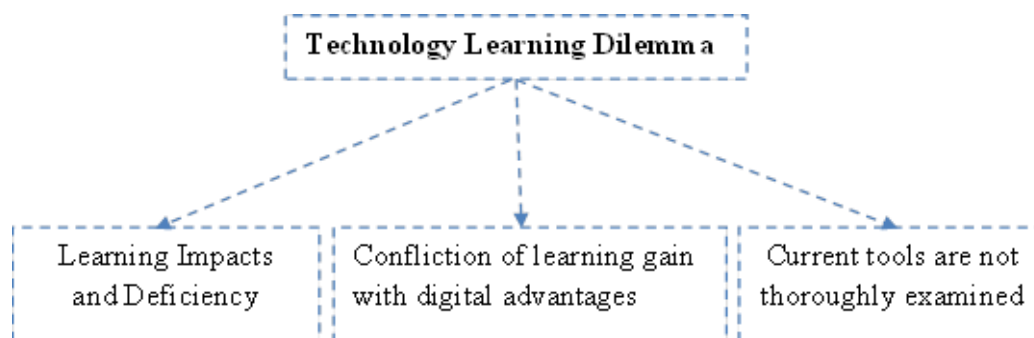 Technology Learning Dilemma
Learning Impacts
and Deficiency
Confliction of learning gain
with digital advantages
Current tools are not
thoroughly examined